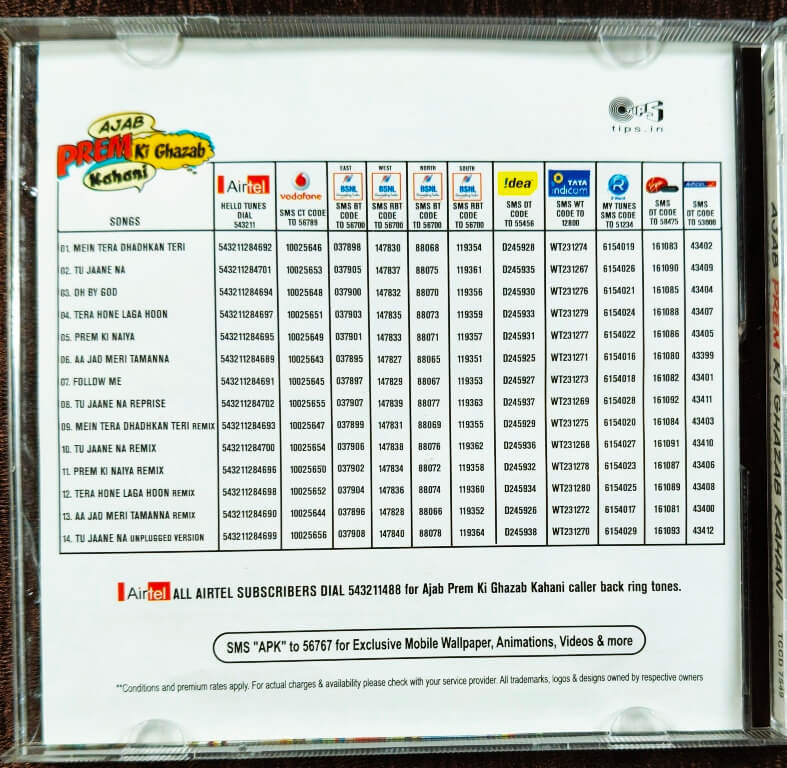 AJAB
PREM Ki Ghazab
Kahani
TIPS
tips.in
SONGS
Airtel HELLO TUNES DIAL 543211
vodafone SMS CT CODE TO 56789
EAST BSNL SMS BT CODE TO 56700
WEST BSNL SMS RBT CODE TO 56700
NORTH BSNL SMS BT CODE TO 56700
SOUTH BSNL SMS RBT CODE TO 56700
!dea SMS DT CODE TO 55456
TATA indicom SMS WT CODE TO 12800
MY TUNES SMS CODE TO 51234
Virgin SMS DT CODE TO 58475
SMS DT CODE TO 53808
01. MEIN TERA DHADHKAN TERI 543211284692 10025646 037898 147830 88068 119354 D245928 WT231274 6154019 161083 43402
02. TU JAANE NA 543211284701 10025653 037905 147837 88075 119361 D245935 WT231267 6154026 161090 43409
03. OH BY GOD 543211284694 10025648 037900 147832 88070 119356 D245930 WT231276 6154021 161085 43404
04. TERA HONE LAGA HOON 543211284697 10025651 037903 147835 88073 119359 D245933 WT231279 6154024 161088 43407
05. PREM KI NAIYA 543211284695 10025649 037901 147833 88071 119357 D245931 WT231277 6154022 161086 43405
06. AA JAO MERI TAMANNA 543211284689 10025643 037895 147827 88065 119351 D245925 WT231271 6154016 161080 43399
07. FOLLOW ME 543211284691 10025645 037897 147829 88067 119353 D245927 WT231273 6154018 161082 43401
08. TU JAANE NA REPRISE 543211284702 10025655 037907 147839 88077 119363 D245937 WT231269 6154028 161092 43411
09. MEIN TERA DHADHKAN TERI REMIX 543211284693 10025647 037899 147831 88069 119355 D245929 WT231275 6154020 161084 43403
10. TU JAANE NA REMIX 543211284700 10025654 037906 147838 88076 119362 D245936 WT231268 6154027 161091 43410
11. PREM KI NAIYA REMIX 543211284696 10025650 037902 147834 88072 119358 D245932 WT231278 6154023 161087 43406
12. TERA HONE LAGA HOON REMIX 543211284698 10025652 037904 147836 88074 119360 D245934 WT231280 6154025 161089 43408
13. AA JAO MERI TAMANNA REMIX 543211284690 10025644 037896 147828 88066 119352 D245926 WT231272 6154017 161081 43400
14. TU JAANE NA UNPLUGGED VERSION 543211284699 10025656 037908 147840 88078 119364 D245938 WT231270 6154029 161093 43412
Airtel ALL AIRTEL SUBSCRIBERS DIAL 543211488 for Ajab Prem Ki Ghazab Kahani caller back ring tones.
SMS "APK" to 56767 for Exclusive Mobile Wallpaper, Animations, Videos & more
**Conditions and premium rates apply. For actual charges & availability please check with your service provider. All trademarks, logos & designs owned by respective owners
AJAB PREM KI GHAZAB KAHANI
TCCD 7549